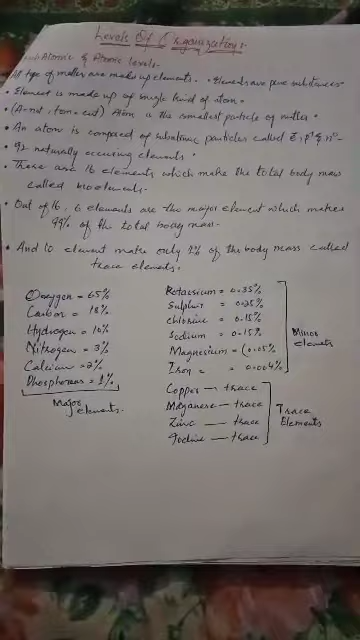 Levels Of Organization:
SubAtomic & Atomic levels.
• All type of matter are made up elements. • Elements are pure substances
• Element is made up of single kind of atom.
• (A=not, tom=cut) Atom is the smallest particle of matter.
• An atom is composed of subatomic particles called e⁻, p⁺ & n⁰.
• 92 naturally occuring elements.
• There are 16 elements which make the total body mass
called bioelements.
• Out of 16, 6 elements are the major element which makes
99% of the total body mass.
• And 10 element make only 1% of the body mass called
trace elements.
Oxygen = 65%
Carbon = 18%
Hydrogen = 10%
Nitrogen = 3%
Calcium = 2%
Phosphorous = 1%
Major
elements.
Potassium = 0.35%
Sulphur = 0.25%
chlorine = 0.15%
Sodium = 0.15%
Magnesium = (0.05%
Iron = 0.004%
Minor
elements
Copper — trace
Maganese — trace
Zinc — trace
Iodine — trace
Trace
Elements